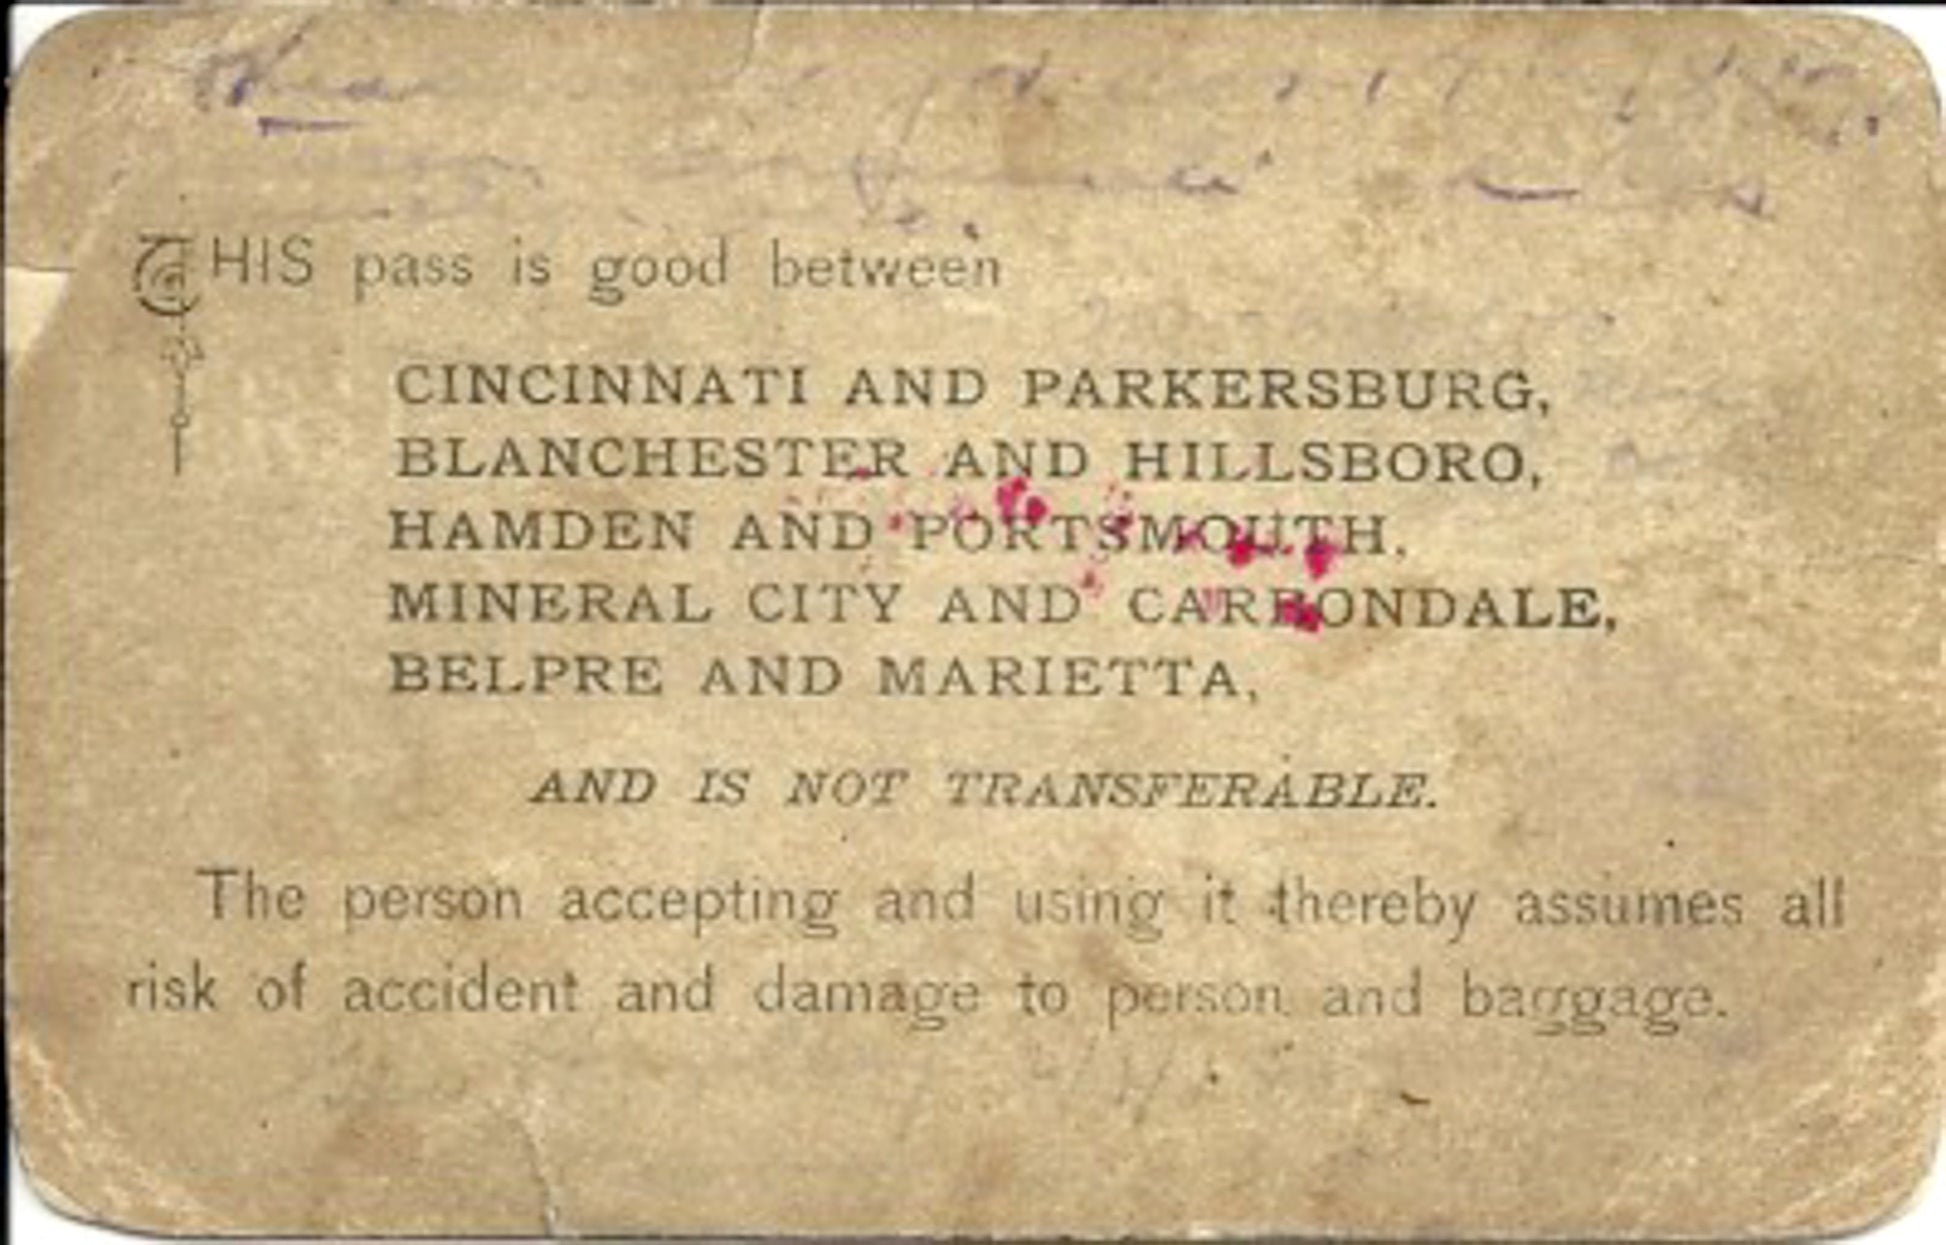 THIS pass is good between
CINCINNATI AND PARKERSBURG,
BLANCHESTER AND HILLSBORO,
HAMDEN AND PORTSMOUTH.
MINERAL CITY AND CARBONDALE,
BELPRE AND MARIETTA,
AND IS NOT TRANSFERABLE.
The person accepting and using it thereby assumes all
risk of accident and damage to person and baggage.